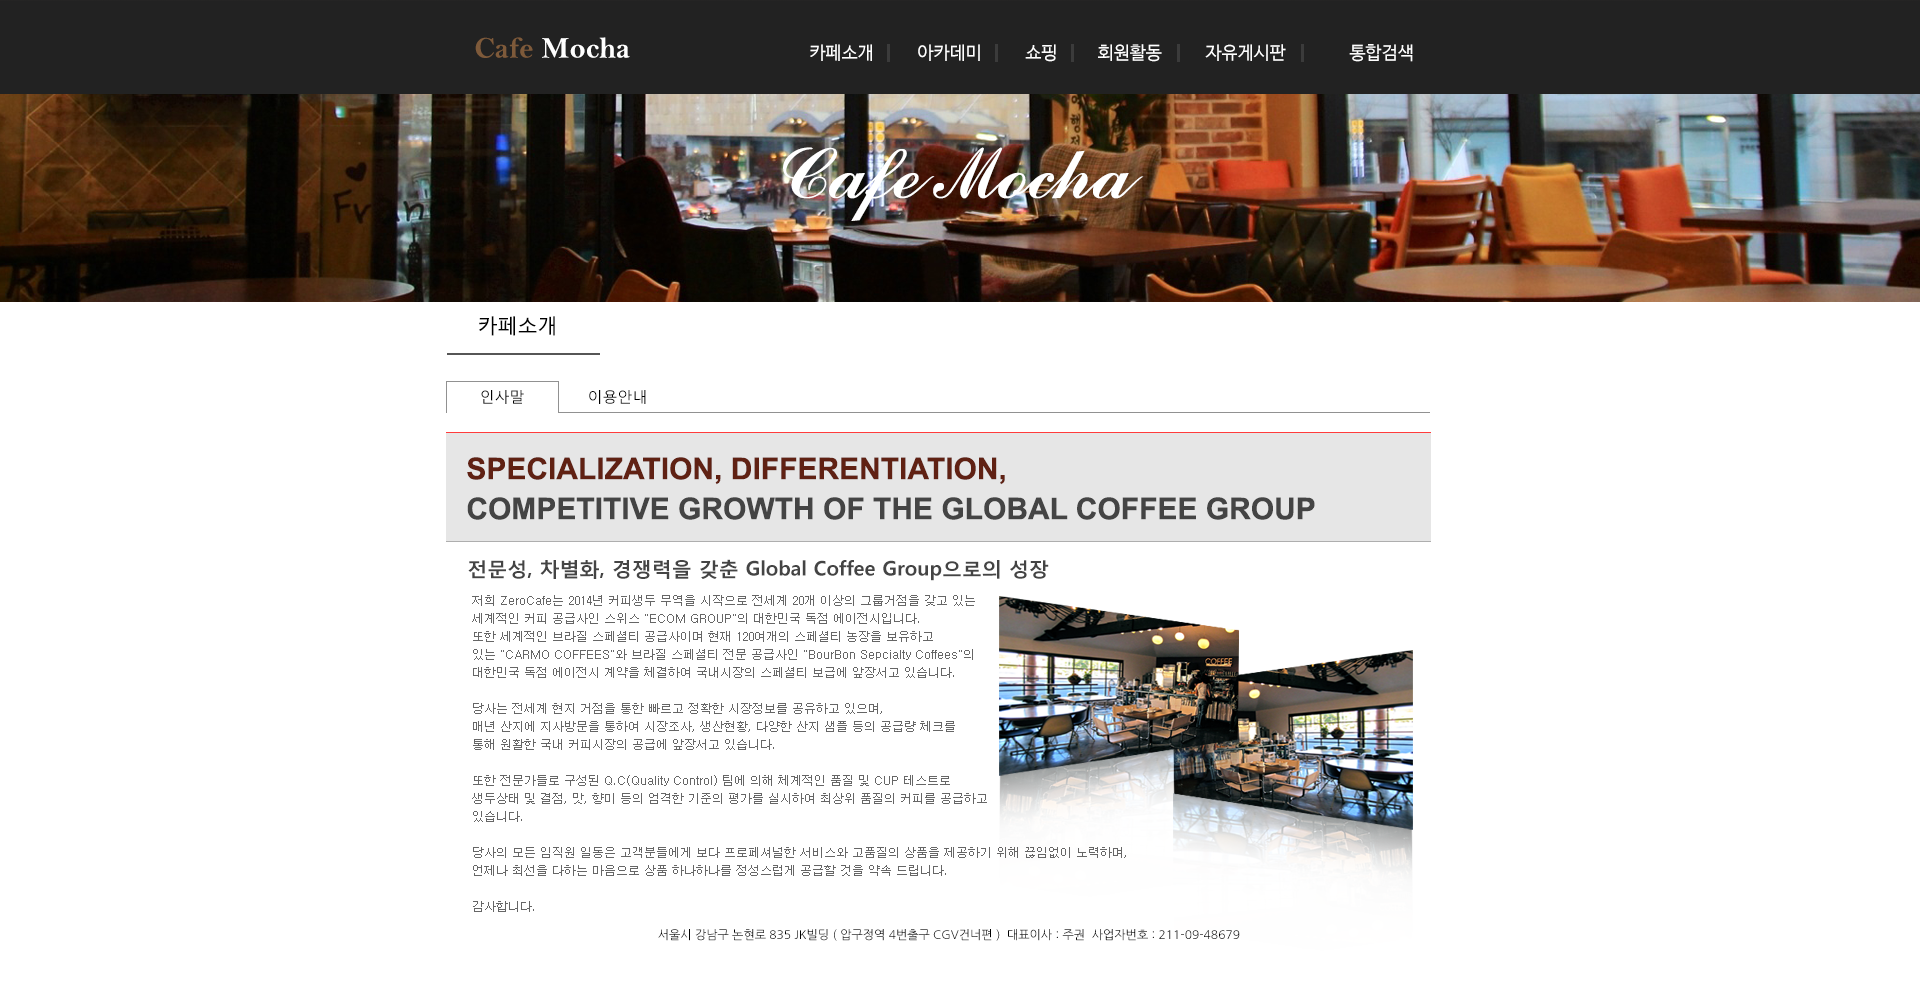 Cafe Mocha
카페소개 아카데미 쇼핑 회원활동 자유게시판 통합검색
Cafe Mocha
카페소개
인사말 이용안내
SPECIALIZATION, DIFFERENTIATION,
COMPETITIVE GROWTH OF THE GLOBAL COFFEE GROUP
전문성, 차별화, 경쟁력을 갖춘 Global Coffee Group으로의 성장
저희 ZeroCafe는 2014년 커피생두 무역을 시작으로 전세계 20개 이상의 그룹거점을 갖고 있는
세계적인 커피 공급사인 스위스 "ECOM GROUP"의 대한민국 독점 에이전시입니다.
또한 세계적인 브라질 스페셜티 공급사이며 현재 120여개의 스페셜티 농장을 보유하고
있는 "CARMO COFFEES"와 브라질 스페셜티 전문 공급사인 "BourBon Sepcialty Coffees"의
대한민국 독점 에이전시 계약을 체결하여 국내시장의 스페셜티 보급에 앞장서고 있습니다.
당사는 전세계 현지 거점을 통한 빠르고 정확한 시장정보를 공유하고 있으며,
매년 산지에 지사방문을 통하여 시장조사, 생산현황, 다양한 산지 샘플 등의 공급량 체크를
통해 원활한 국내 커피시장의 공급에 앞장서고 있습니다.
또한 전문가들로 구성된 Q.C(Quality Control) 팀에 의해 체계적인 품질 및 CUP 테스트로
생두상태 및 결점, 맛, 향미 등의 엄격한 기준의 평가를 실시하여 최상위 품질의 커피를 공급하고
있습니다.
당사의 모든 임직원 일동은 고객분들에게 보다 프로페셔널한 서비스와 고품질의 상품을 제공하기 위해 끊임없이 노력하며,
언제나 최선을 다하는 마음으로 상품 하나하나를 정성스럽게 공급할 것을 약속 드립니다.
감사합니다.
COFFEE
서울시 강남구 논현로 835 JK빌딩 ( 압구정역 4번출구 CGV건너편 ) 대표이사 : 주권 사업자번호 : 211-09-48679